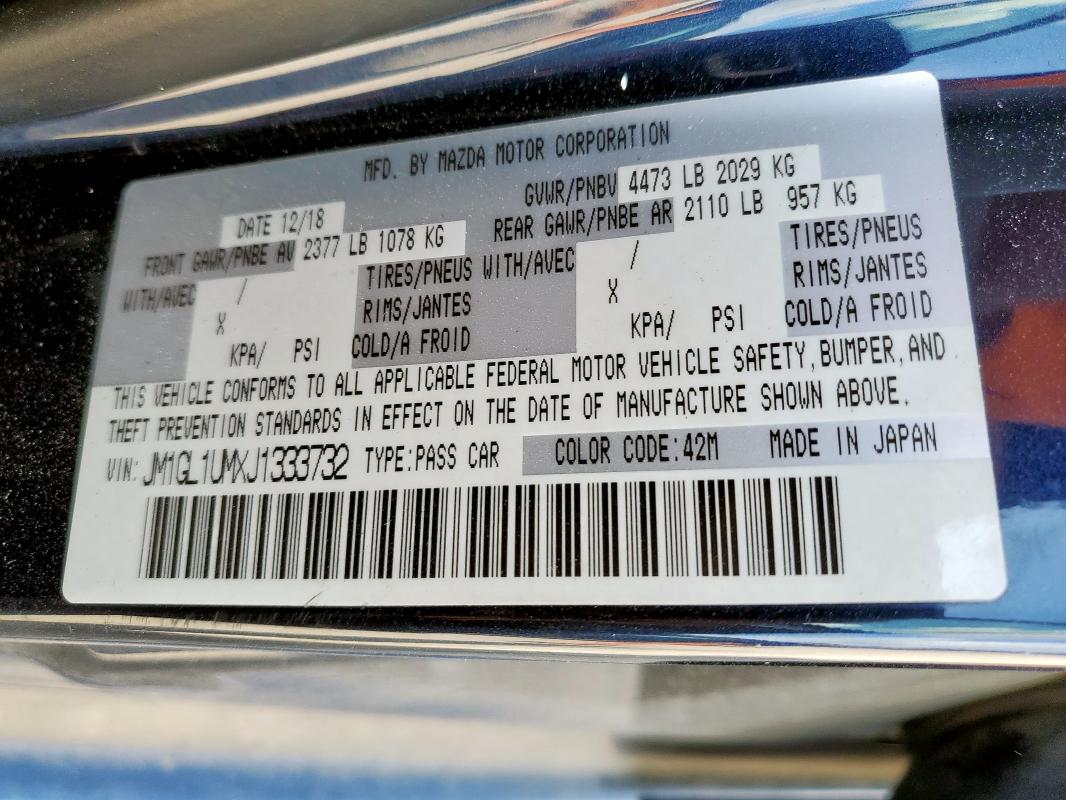 MFD. BY MAZDA MOTOR CORPORATION
DATE 12/18 GVWR/PNBV 4473 LB 2029 KG
FRONT GAWR/PNBE AV 2377 LB 1078 KG REAR GAWR/PNBE AR 2110 LB 957 KG
WITH/AVEC / TIRES/PNEUS WITH/AVEC / TIRES/PNEUS
X RIMS/JANTES X RIMS/JANTES
KPA/ PSI COLD/A FROID KPA/ PSI COLD/A FROID
THIS VEHICLE CONFORMS TO ALL APPLICABLE FEDERAL MOTOR VEHICLE SAFETY,BUMPER,AND
THEFT PREVENTION STANDARDS IN EFFECT ON THE DATE OF MANUFACTURE SHOWN ABOVE.
VIN: JM1GL1UMXJ1333732 TYPE:PASS CAR COLOR CODE:42M MADE IN JAPAN